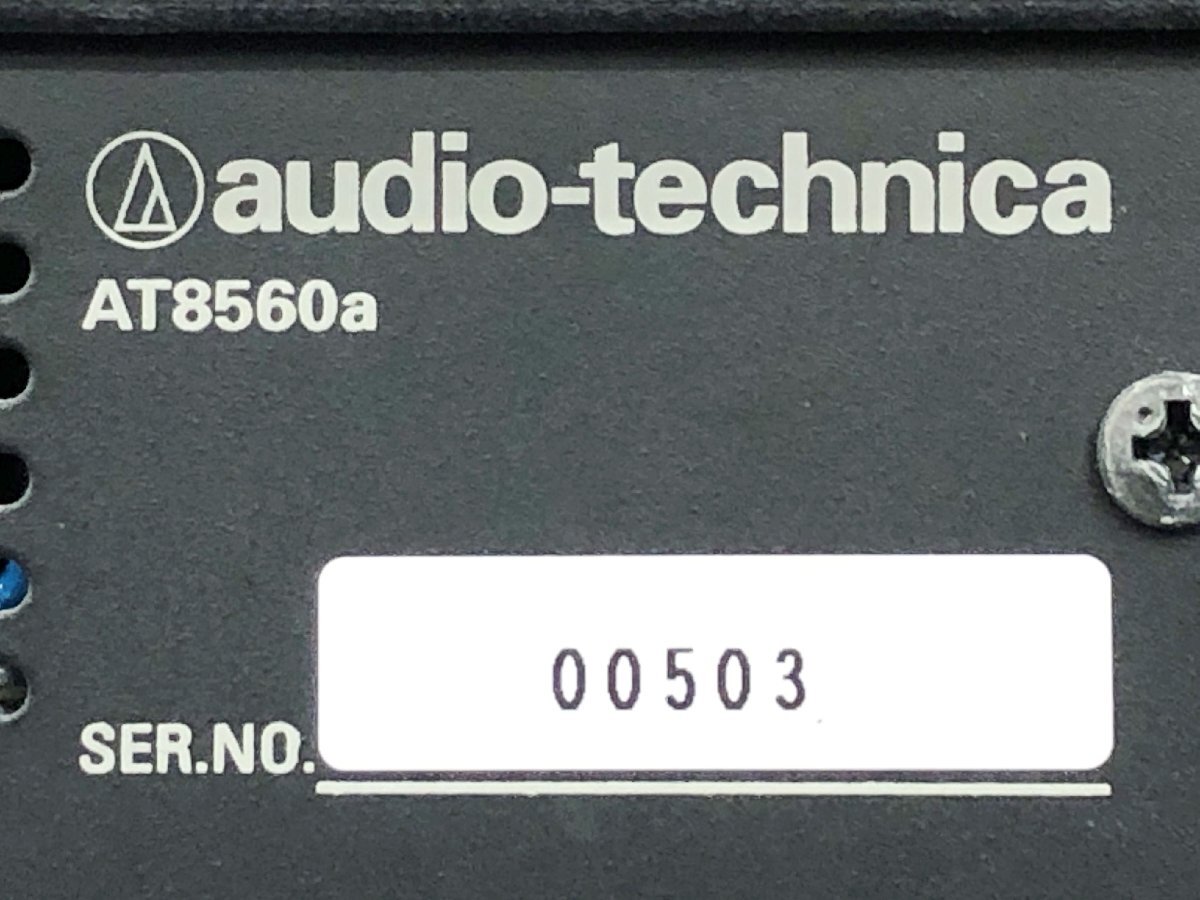 audio-technica
AT8560a
00503
SER.NO.